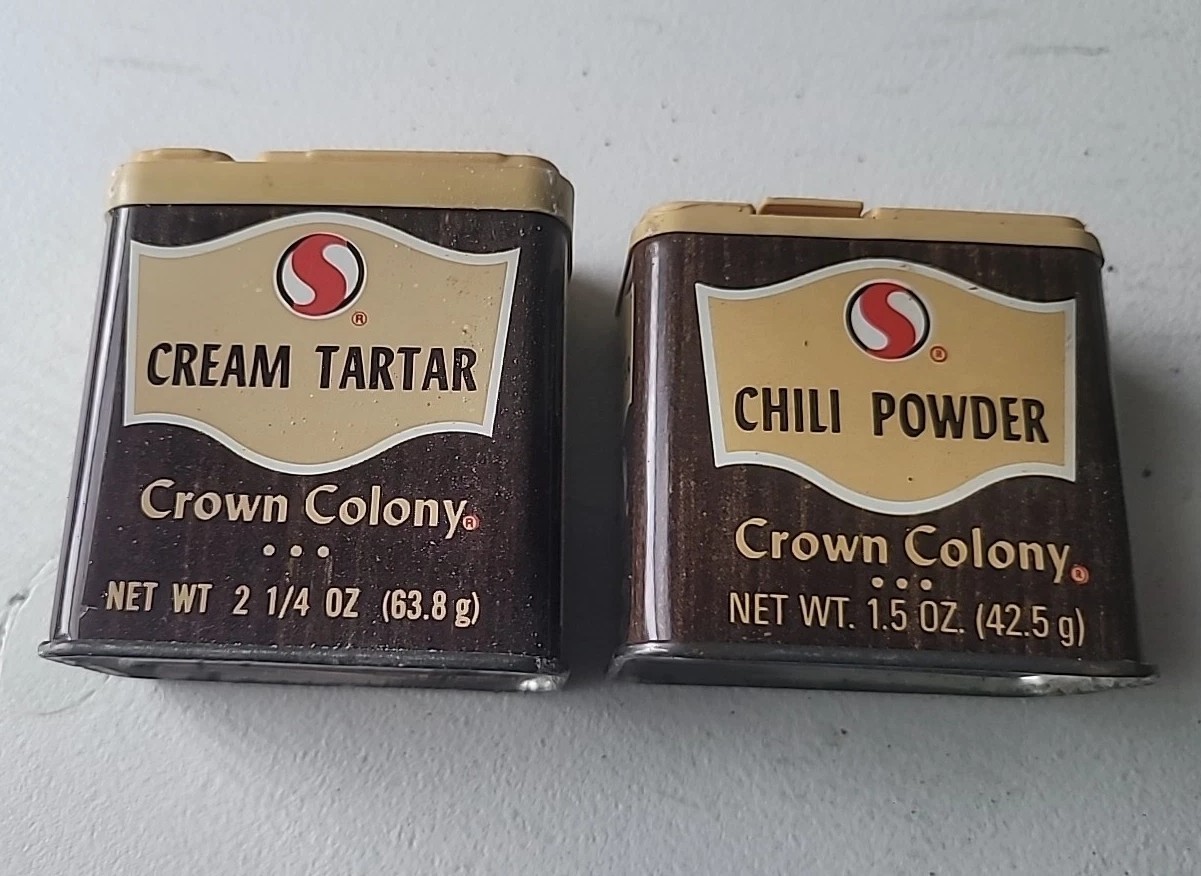 S
®
CREAM TARTAR
Crown Colony®
NET WT 2 1/4 OZ (63.8 g)
S
®
CHILI POWDER
Crown Colony®
NET WT. 1.5 OZ. (42.5 g)